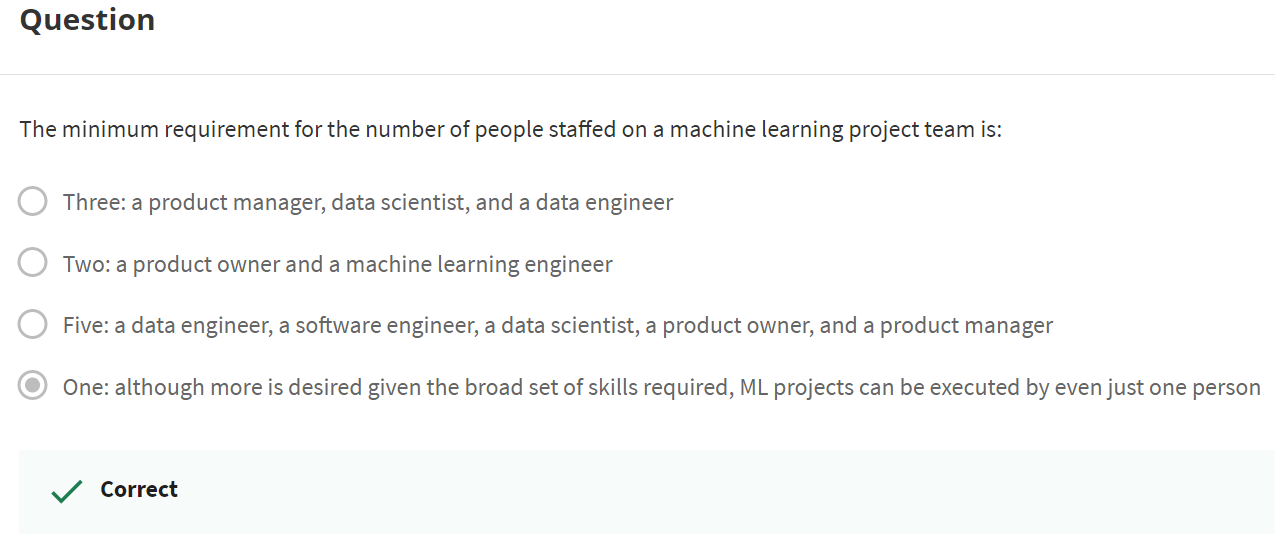 Question
The minimum requirement for the number of people staffed on a machine learning project team is:
Three: a product manager, data scientist, and a data engineer
Two: a product owner and a machine learning engineer
Five: a data engineer, a software engineer, a data scientist, a product owner, and a product manager
One: although more is desired given the broad set of skills required, ML projects can be executed by even just one person
Correct